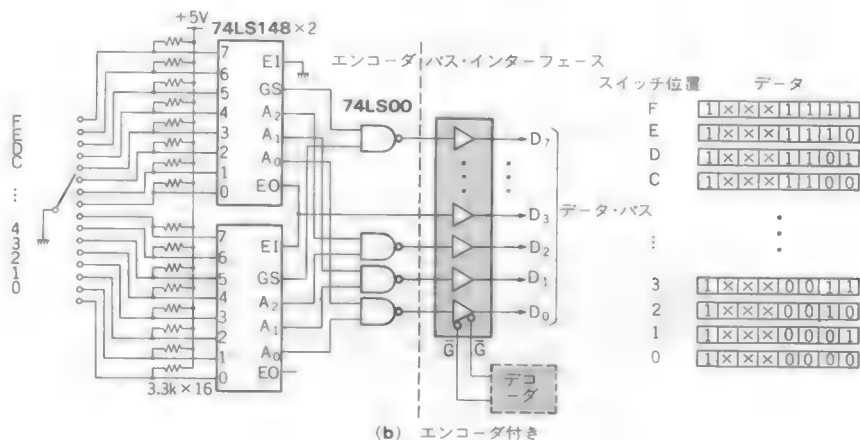 +5V
74LS148×2
7
6
5
4
3
2
1
0
EI
GS
A2
A1
A0
EO
エンコーダ
バス・インターフェース
74LS00
F
E
D
C
⋮
4
3
2
1
0
7
6
5
4
3
2
1
0
EI
GS
A2
A1
A0
EO
3.3k×16
D7
D3
D2
D1
D0
データ・バス
G̅ G̅
デコーダ
スイッチ位置 データ
F 1×××1111
E 1×××1110
D 1×××1101
C 1×××1100
⋮
3 1×××0011
2 1×××0010
1 1×××0001
0 1×××0000
(b) エンコーダ付き